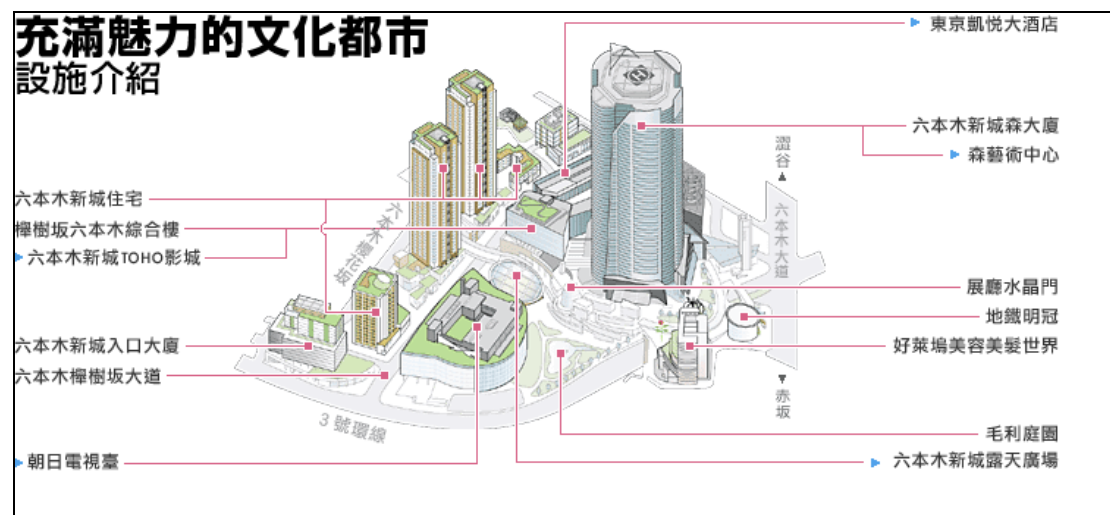 充滿魅力的文化都市
設施介紹
東京凱悦大酒店
六本木新城森大廈
森藝術中心
澀谷
六本木大道
六本木新城住宅
櫸樹坂六本木綜合樓
六本木新城TOHO影城
六本木櫻花坂
展廳水晶門
地鐵明冠
好萊塢美容美髮世界
六本木新城入口大廈
六本木櫸樹坂大道
赤坂
3號環線
毛利庭園
朝日電視臺
六本木新城露天廣場